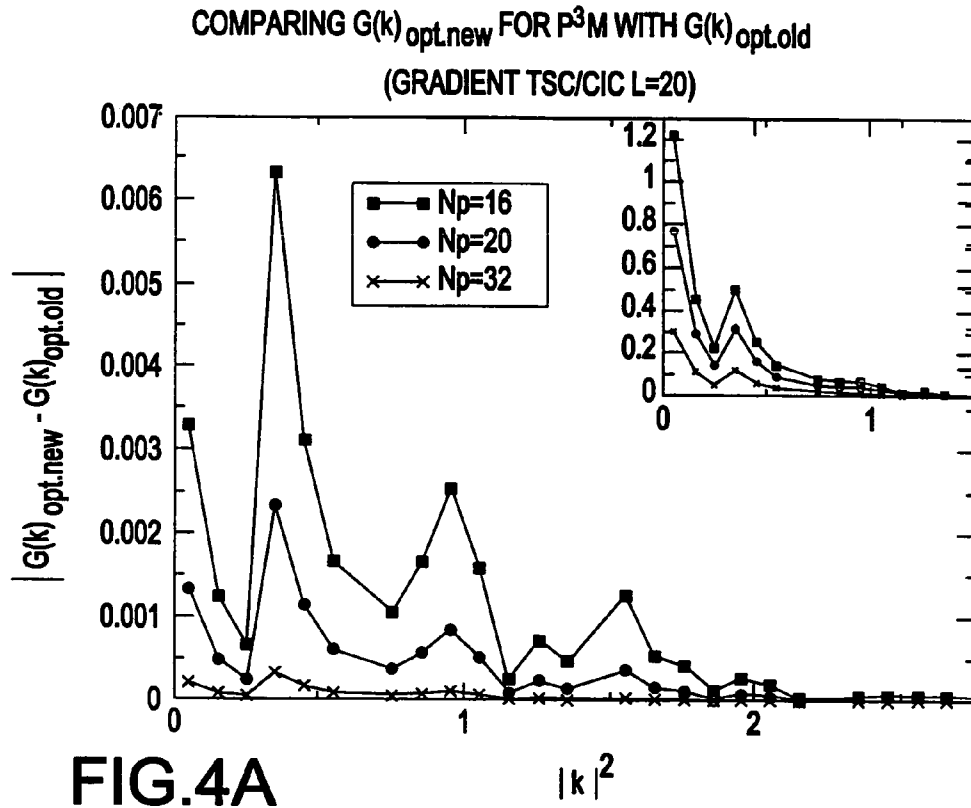 COMPARING G(k)opt.new FOR P³M WITH G(k)opt.old
(GRADIENT TSC/CIC L=20)
0.007
0.006
0.005
0.004
0.003
0.002
0.001
0
|G(k)opt.new - G(k)opt.old|
Np=16
Np=20
Np=32
1.2
1
0.8
0.6
0.4
0.2
0
0
1
0
1
2
|k|²
FIG.4A